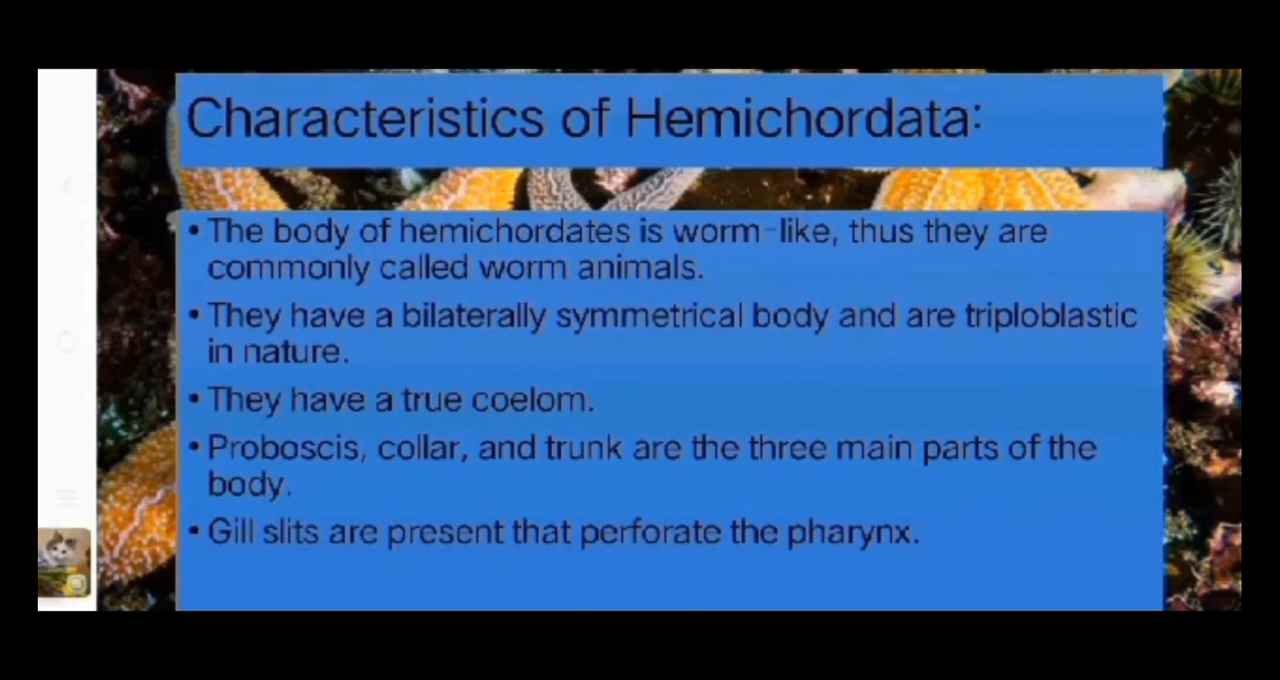 Characteristics of Hemichordata:
• The body of hemichordates is worm-like, thus they are
commonly called worm animals.
• They have a bilaterally symmetrical body and are triploblastic
in nature.
• They have a true coelom.
• Proboscis, collar, and trunk are the three main parts of the
body.
• Gill slits are present that perforate the pharynx.